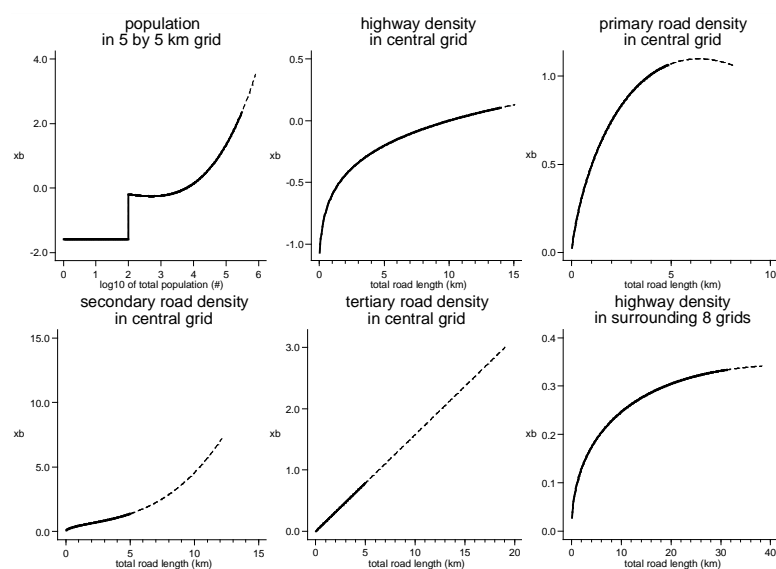 population
in 5 by 5 km grid
4.0
2.0
xb
0.0
-2.0
0 1 2 3 4 5 6
log10 of total population (#)
highway density
in central grid
0.5
0.0
xb
-0.5
-1.0
0 5 10 15
total road length (km)
primary road density
in central grid
1.0
xb
0.5
0.0
0 5 10
total road length (km)
secondary road density
in central grid
15.0
10.0
xb
5.0
0.0
0 5 10 15
total road length (km)
tertiary road density
in central grid
3.0
2.0
xb
1.0
0.0
0 5 10 15 20
total road length (km)
highway density
in surrounding 8 grids
0.4
0.3
xb
0.2
0.1
0.0
0 10 20 30 40
total road length (km)